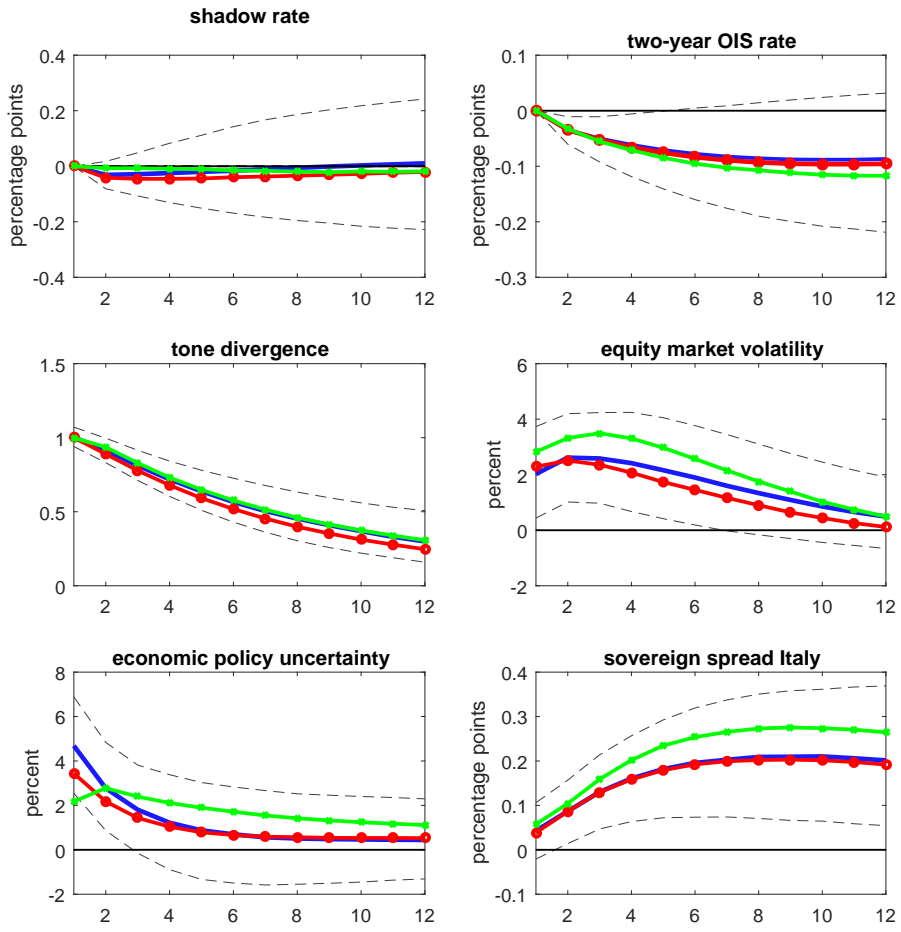 shadow rate
percentage points
0.4
0.2
0
-0.2
-0.4
2 4 6 8 10 12
two-year OIS rate
percentage points
0.1
0
-0.1
-0.2
-0.3
2 4 6 8 10 12
tone divergence
1.5
1
0.5
0
2 4 6 8 10 12
equity market volatility
percent
6
4
2
0
-2
2 4 6 8 10 12
economic policy uncertainty
percent
8
6
4
2
0
-2
2 4 6 8 10 12
sovereign spread Italy
percentage points
0.4
0.3
0.2
0.1
0
-0.1
2 4 6 8 10 12